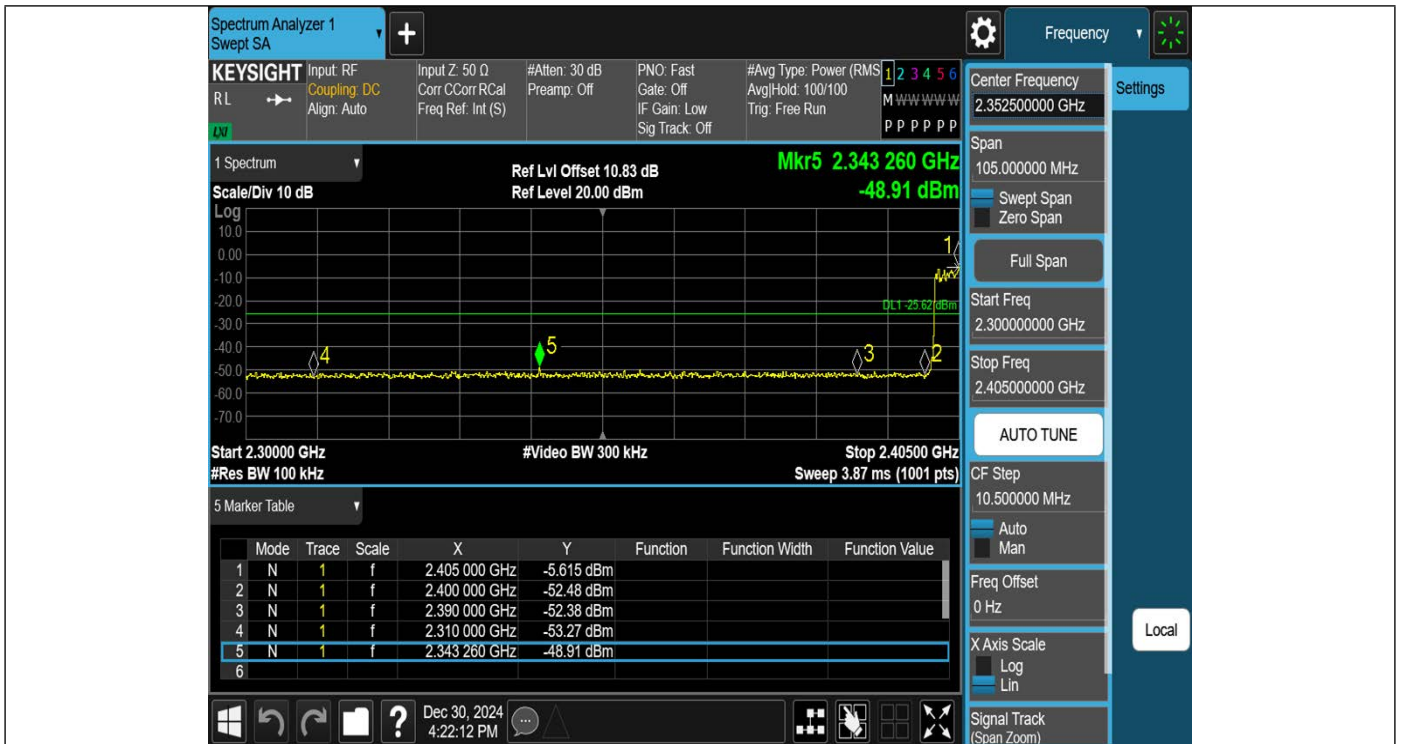 Spectrum Analyzer 1
Swept SA
+
Frequency
KEYSIGHT
RL
LXI
Input: RF
Coupling: DC
Align: Auto
Input Z: 50 Ω
Corr CCorr RCal
Freq Ref: Int (S)
#Atten: 30 dB
Preamp: Off
PNO: Fast
Gate: Off
IF Gain: Low
Sig Track: Off
#Avg Type: Power (RMS
Avg|Hold: 100/100
Trig: Free Run
1 2 3 4 5 6
M W W W W W
P P P P P P
1 Spectrum
Scale/Div 10 dB
Ref Lvl Offset 10.83 dB
Ref Level 20.00 dBm
Mkr5 2.343 260 GHz
-48.91 dBm
Log
10.0
0.00
-10.0
-20.0
-30.0
-40.0
-50.0
-60.0
-70.0
1
DL1 -25.62 dBm
4
5
3
2
Start 2.30000 GHz
#Video BW 300 kHz
Stop 2.40500 GHz
#Res BW 100 kHz
Sweep 3.87 ms (1001 pts)
5 Marker Table
Mode Trace Scale X Y Function Function Width Function Value
1 N 1 f 2.405 000 GHz -5.615 dBm
2 N 1 f 2.400 000 GHz -52.48 dBm
3 N 1 f 2.390 000 GHz -52.38 dBm
4 N 1 f 2.310 000 GHz -53.27 dBm
5 N 1 f 2.343 260 GHz -48.91 dBm
6
?
Dec 30, 2024
4:22:12 PM
Center Frequency
2.352500000 GHz
Span
105.000000 MHz
Swept Span
Zero Span
Full Span
Start Freq
2.300000000 GHz
Stop Freq
2.405000000 GHz
AUTO TUNE
CF Step
10.500000 MHz
Auto
Man
Freq Offset
0 Hz
X Axis Scale
Log
Lin
Signal Track
(Span Zoom)
Settings
Local